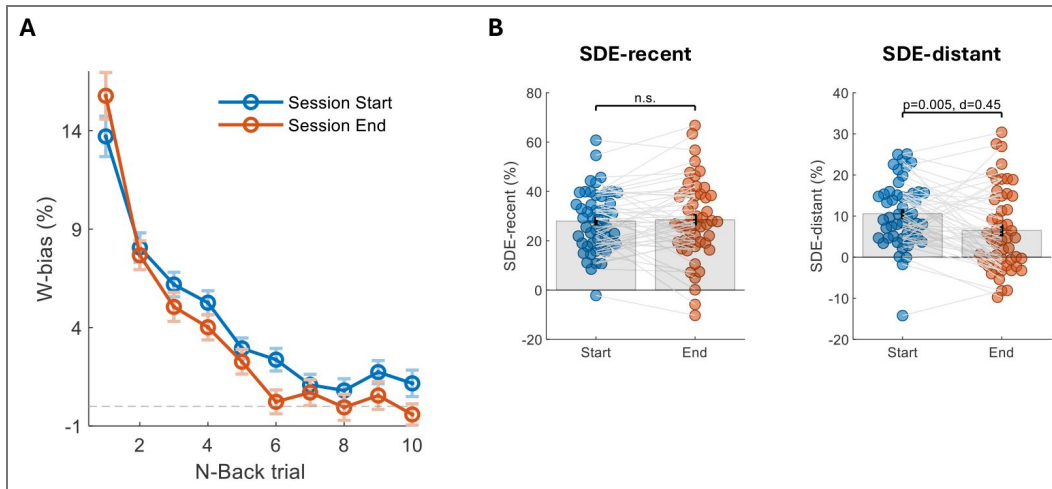 A
W-bias (%)
14
9
4
-1
2
4
6
8
10
N-Back trial
Session Start
Session End
B
SDE-recent
SDE-recent (%)
80
60
40
20
0
-20
n.s.
Start
End
SDE-distant
SDE-distant (%)
40
30
20
10
0
-10
-20
p=0.005, d=0.45
Start
End